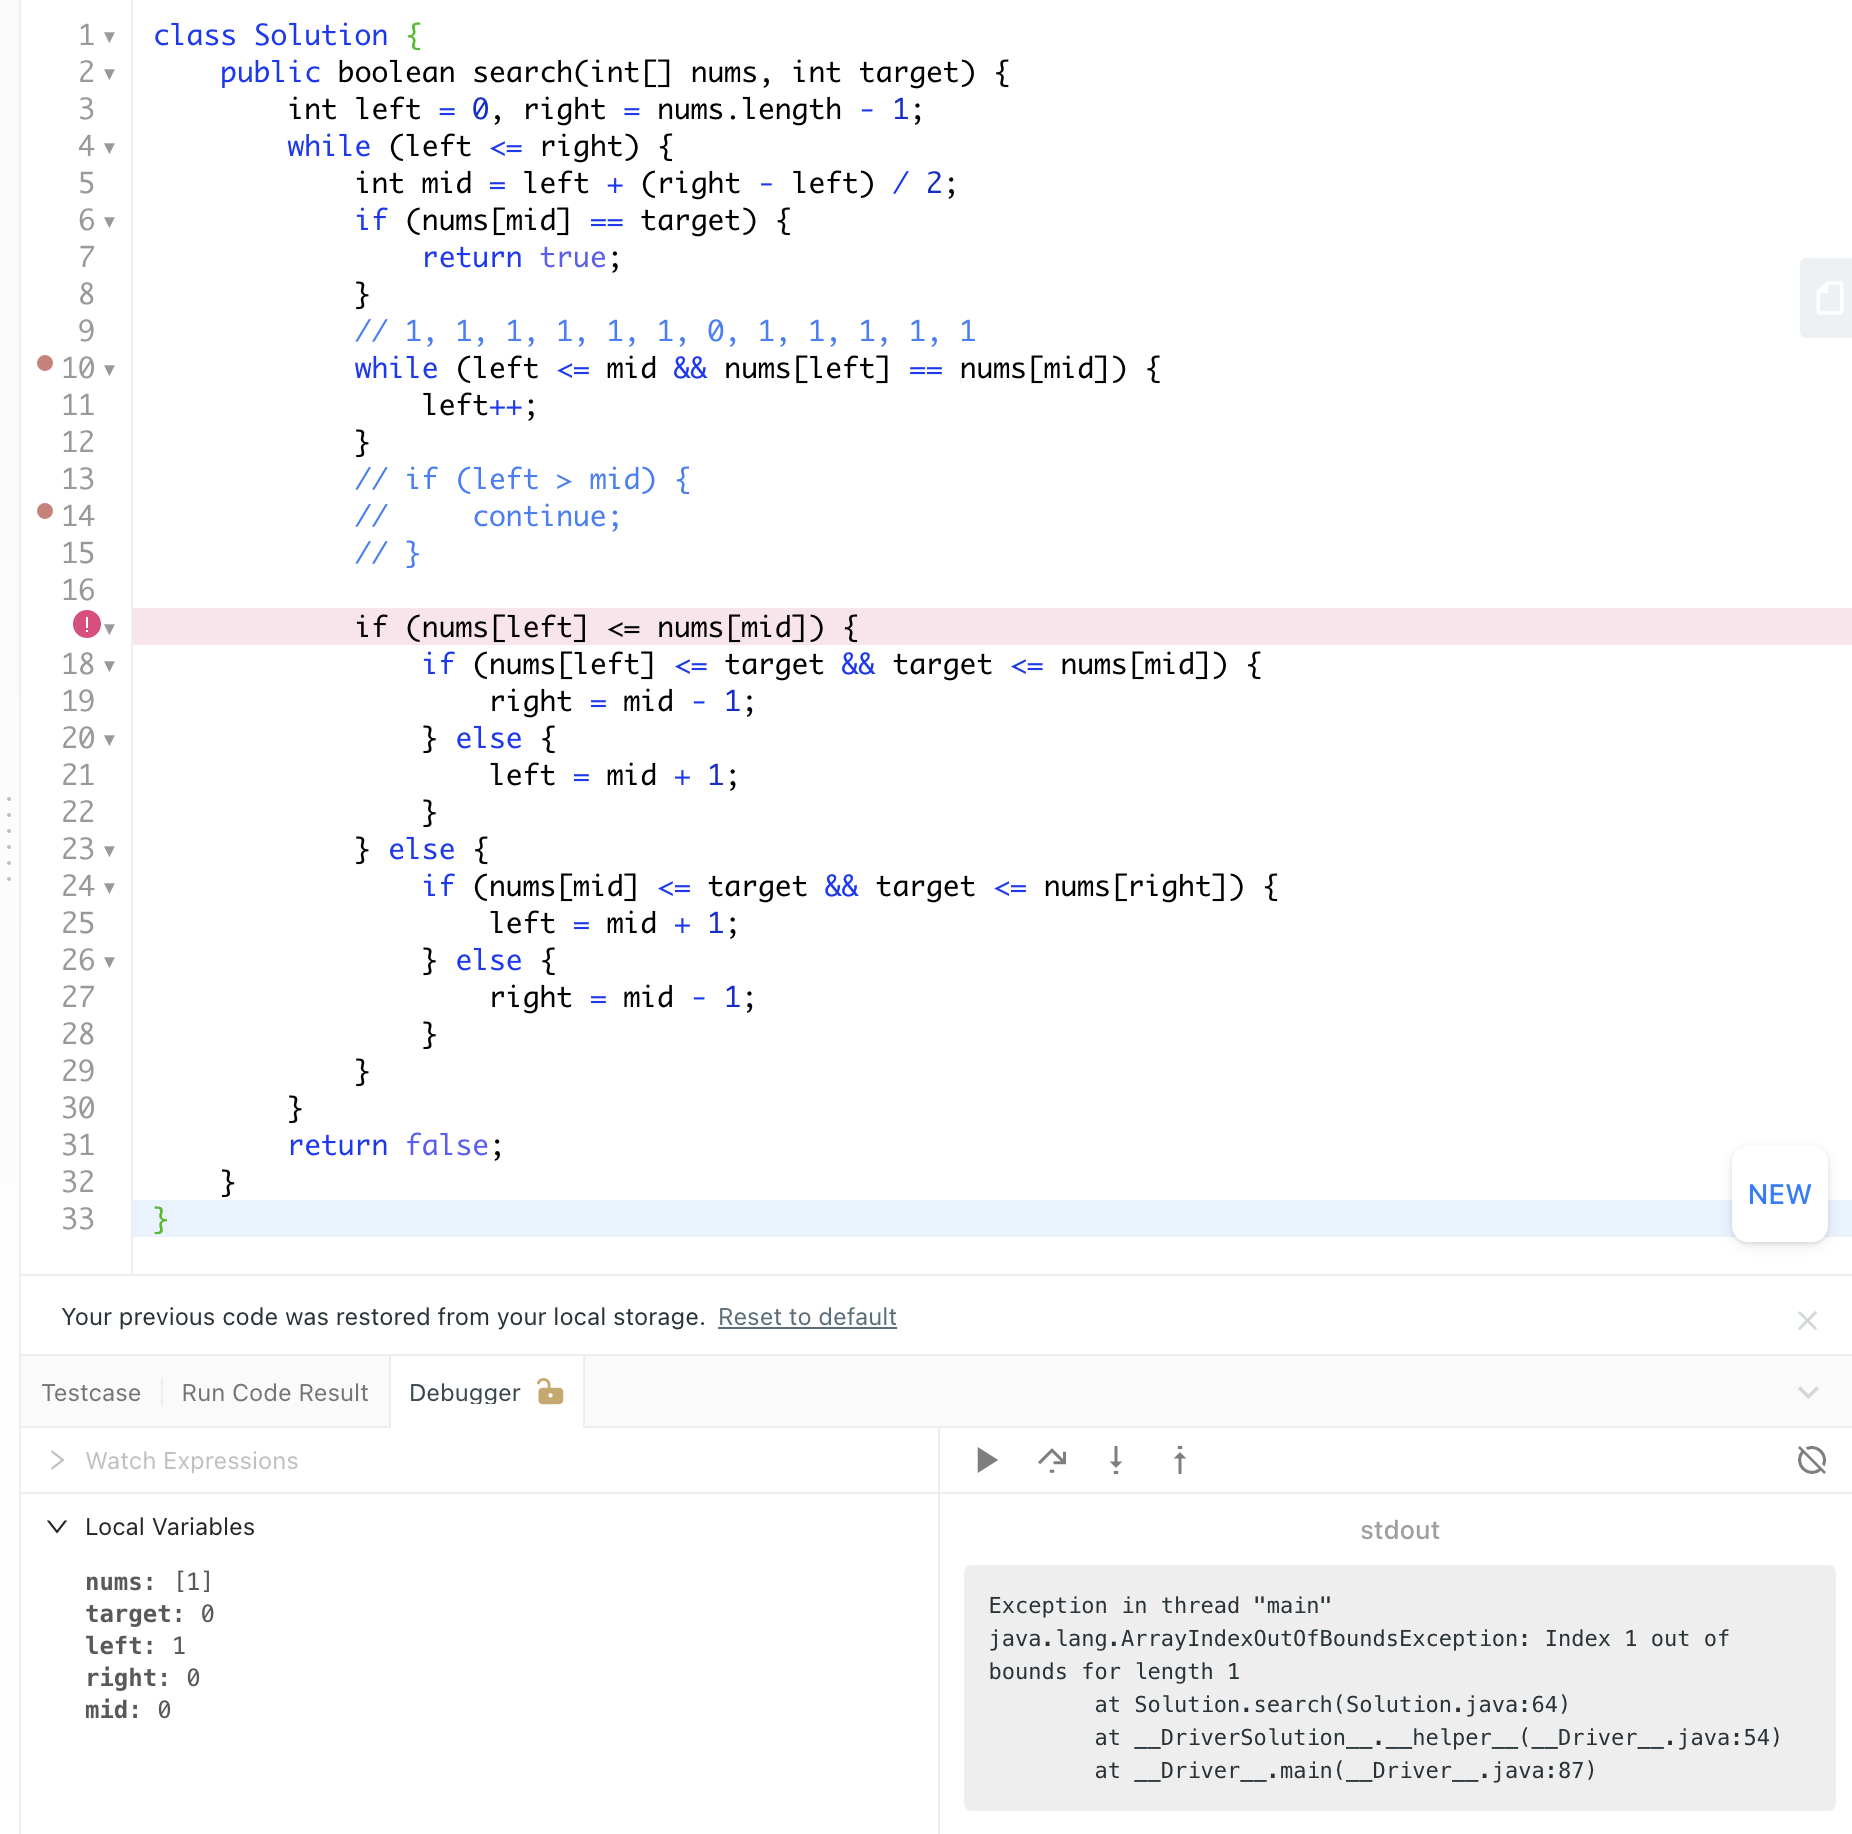 1 class Solution {
2 public boolean search(int[] nums, int target) {
3 int left = 0, right = nums.length - 1;
4 while (left <= right) {
5 int mid = left + (right - left) / 2;
6 if (nums[mid] == target) {
7 return true;
8 }
9 // 1, 1, 1, 1, 1, 1, 0, 1, 1, 1, 1, 1
10 while (left <= mid && nums[left] == nums[mid]) {
11 left++;
12 }
13 // if (left > mid) {
14 //     continue;
15 // }
16
! if (nums[left] <= nums[mid]) {
18 if (nums[left] <= target && target <= nums[mid]) {
19 right = mid - 1;
20 } else {
21 left = mid + 1;
22 }
23 } else {
24 if (nums[mid] <= target && target <= nums[right]) {
25 left = mid + 1;
26 } else {
27 right = mid - 1;
28 }
29 }
30 }
31 return false;
32 }
33 }
NEW
Your previous code was restored from your local storage. Reset to default
Testcase Run Code Result Debugger
Watch Expressions
Local Variables
nums: [1]
target: 0
left: 1
right: 0
mid: 0
stdout
Exception in thread "main"
java.lang.ArrayIndexOutOfBoundsException: Index 1 out of
bounds for length 1
at Solution.search(Solution.java:64)
at __DriverSolution__.__helper__(__Driver__.java:54)
at __Driver__.main(__Driver__.java:87)